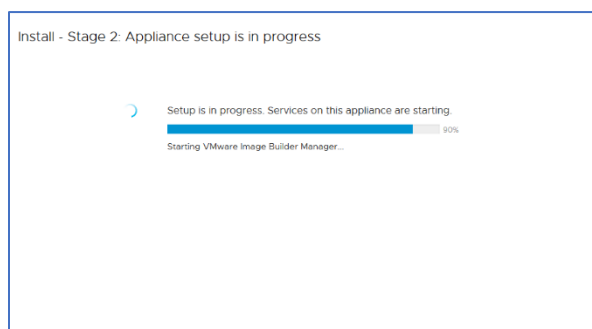 Install - Stage 2: Appliance setup is in progress
Setup is in progress. Services on this appliance are starting.
90%
Starting VMware Image Builder Manager...